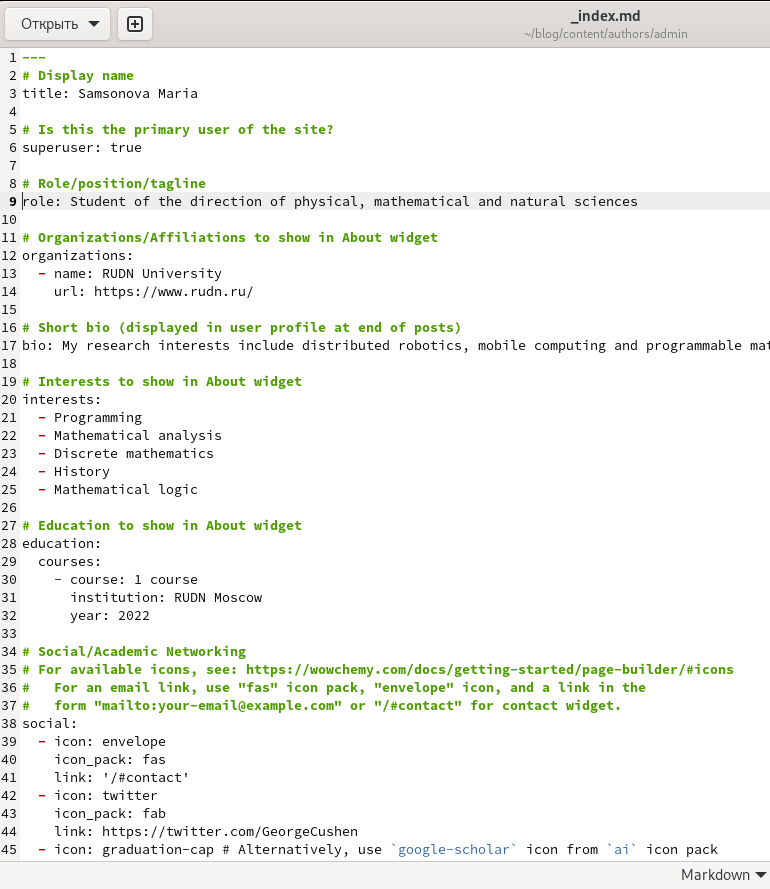 Открыть
_index.md
~/blog/content/authors/admin
1 ---
2 # Display name
3 title: Samsonova Maria
4
5 # Is this the primary user of the site?
6 superuser: true
7
8 # Role/position/tagline
9 role: Student of the direction of physical, mathematical and natural sciences
10
11 # Organizations/Affiliations to show in About widget
12 organizations:
13   - name: RUDN University
14     url: https://www.rudn.ru/
15
16 # Short bio (displayed in user profile at end of posts)
17 bio: My research interests include distributed robotics, mobile computing and programmable mat
18
19 # Interests to show in About widget
20 interests:
21   - Programming
22   - Mathematical analysis
23   - Discrete mathematics
24   - History
25   - Mathematical logic
26
27 # Education to show in About widget
28 education:
29   courses:
30     - course: 1 course
31       institution: RUDN Moscow
32       year: 2022
33
34 # Social/Academic Networking
35 # For available icons, see: https://wowchemy.com/docs/getting-started/page-builder/#icons
36 #   For an email link, use "fas" icon pack, "envelope" icon, and a link in the
37 #   form "mailto:your-email@example.com" or "/#contact" for contact widget.
38 social:
39   - icon: envelope
40     icon_pack: fas
41     link: '/#contact'
42   - icon: twitter
43     icon_pack: fab
44     link: https://twitter.com/GeorgeCushen
45   - icon: graduation-cap # Alternatively, use `google-scholar` icon from `ai` icon pack
Markdown